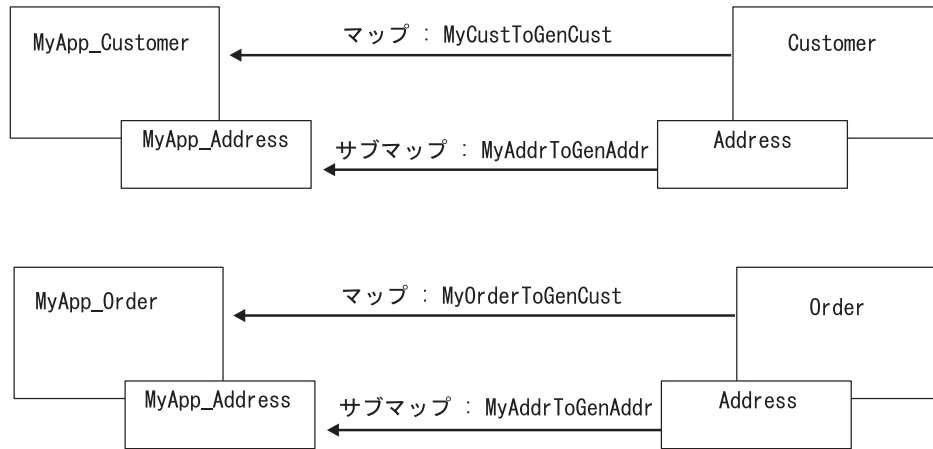 MyApp_Customer
マップ : MyCustToGenCust
Customer
MyApp_Address
サブマップ : MyAddrToGenAddr
Address
MyApp_Order
マップ : MyOrderToGenCust
Order
MyApp_Address
サブマップ : MyAddrToGenAddr
Address